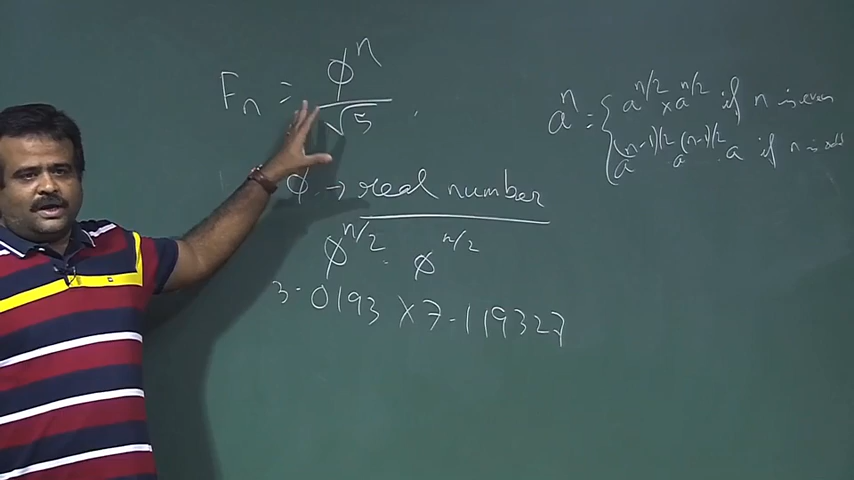 F_n = φ^n / √5
a^n = { a^{n/2} × a^{n/2} if n is even
a^{(n-1)/2} . a^{(n-1)/2} . a if n is odd
φ → real number
φ^{n/2} . φ^{n/2}
3.0193 × 7.119327